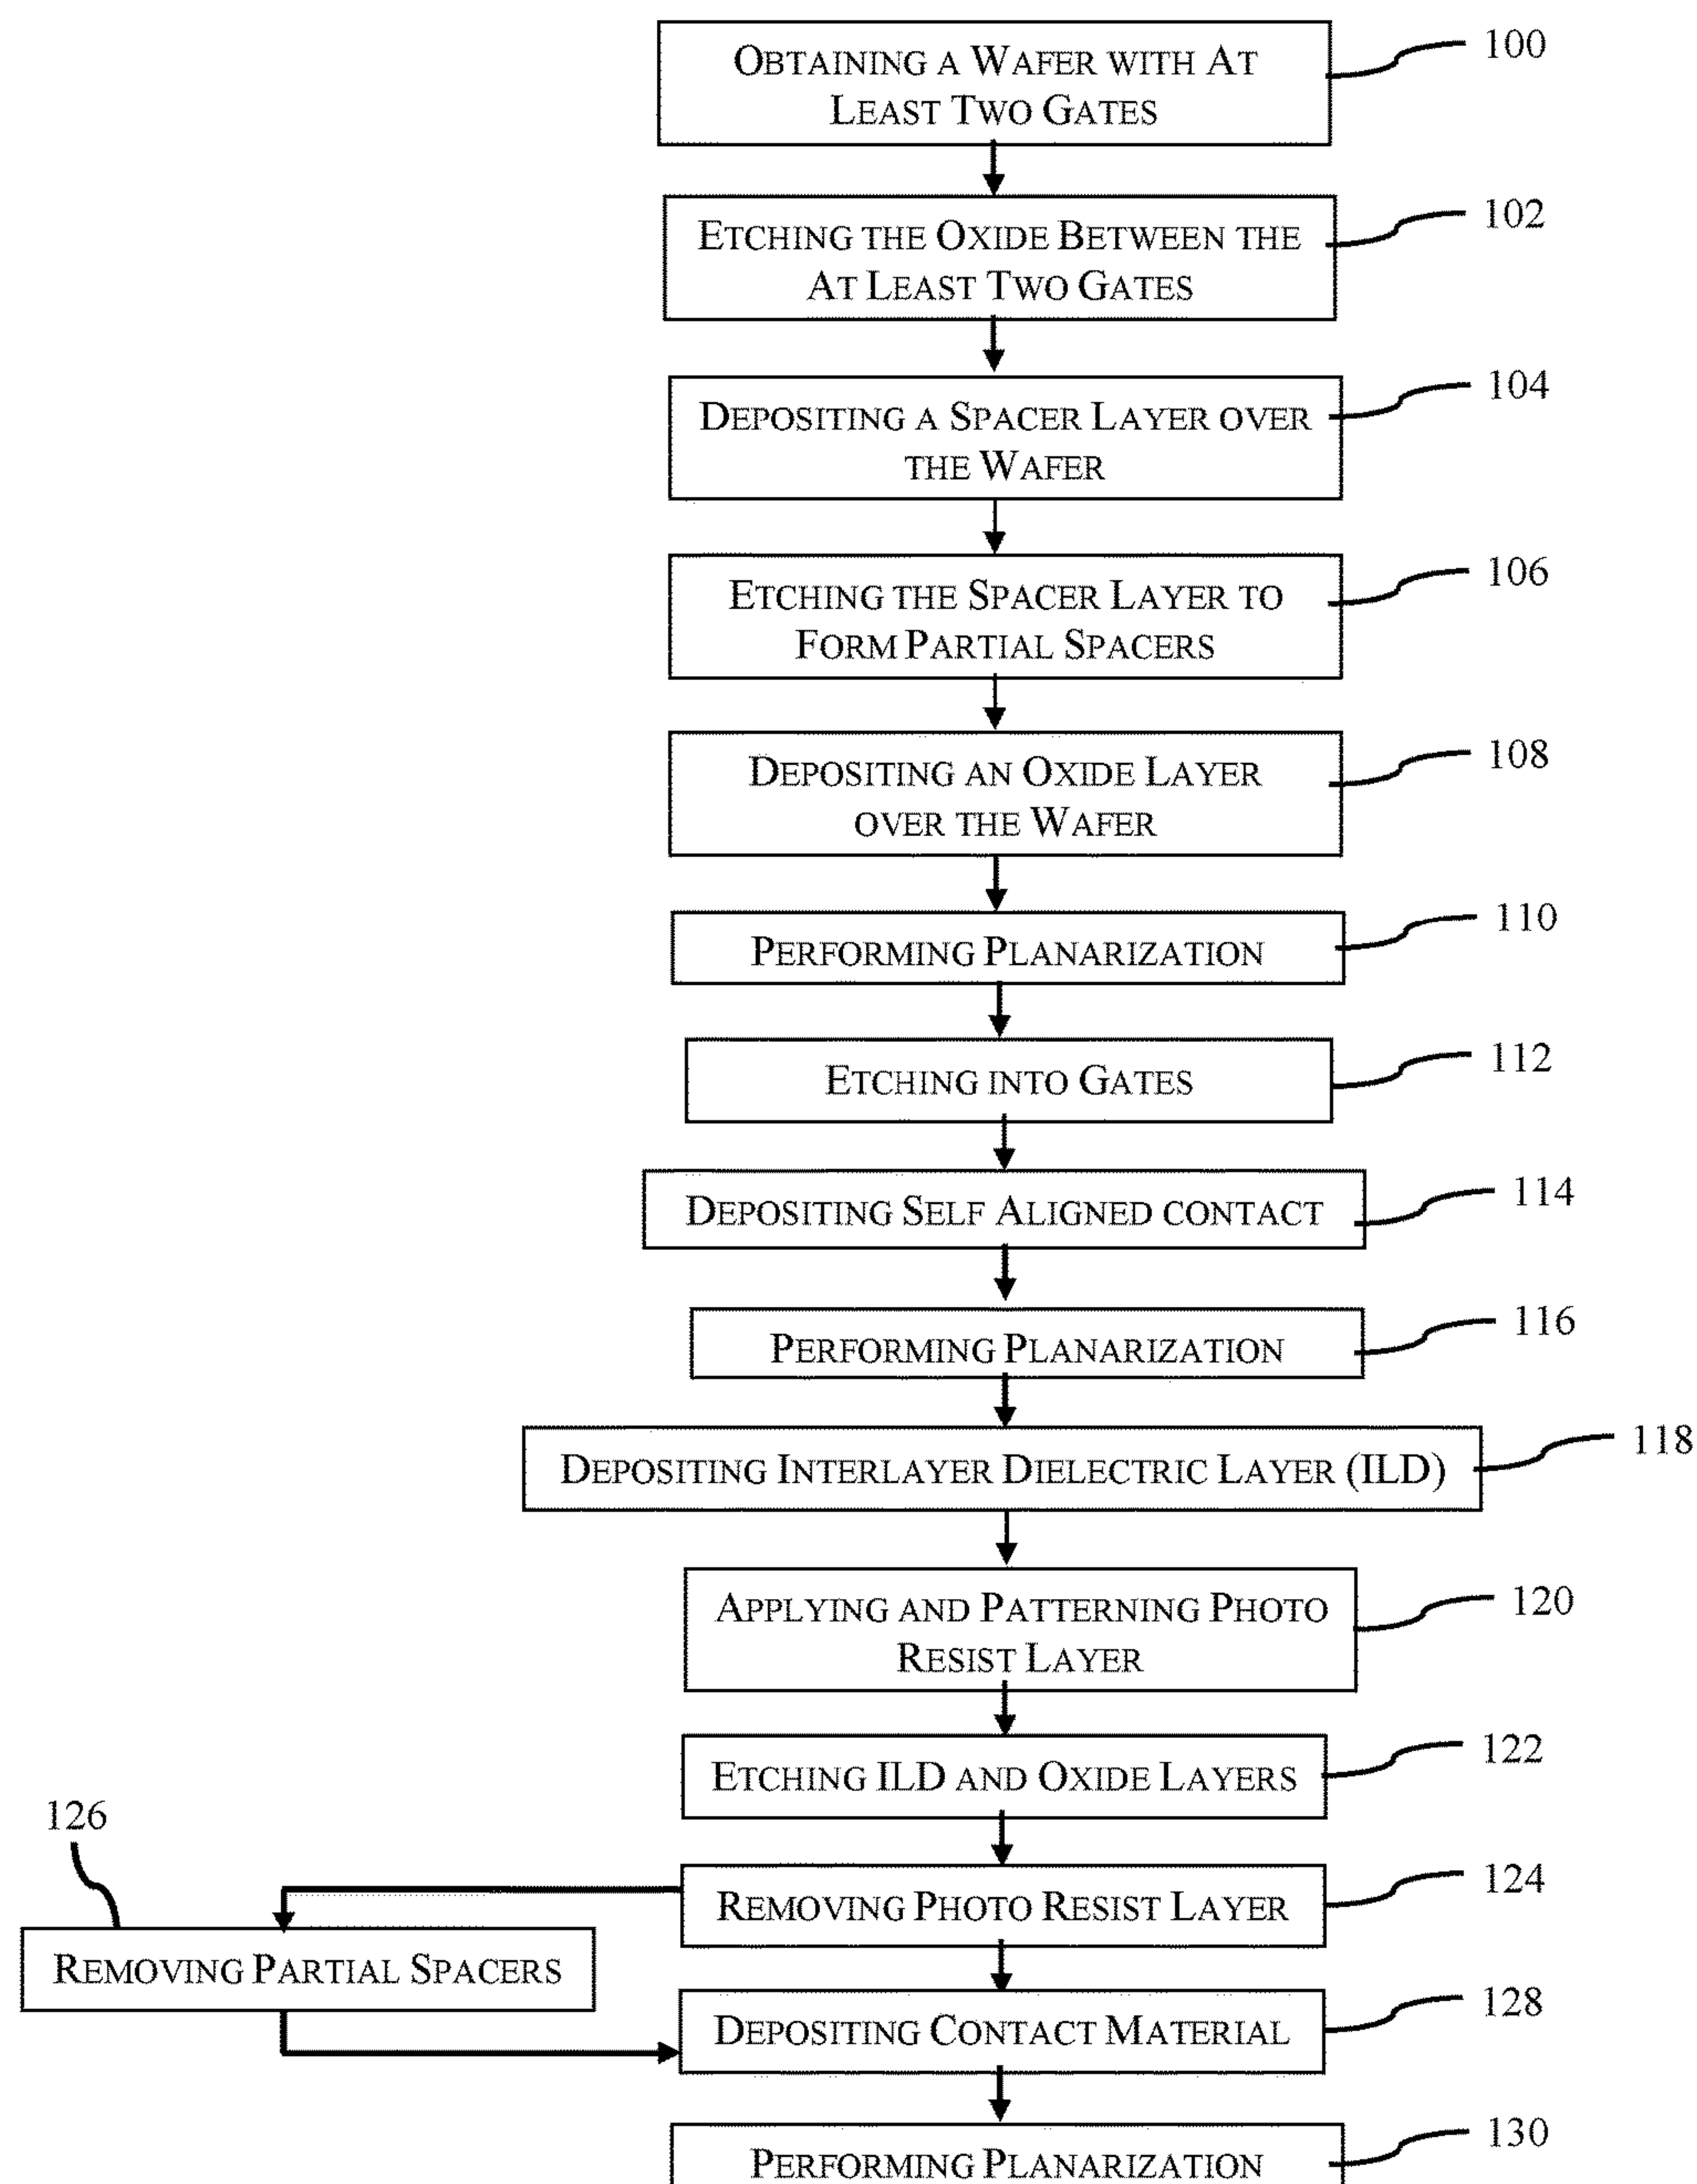 OBTAINING A WAFER WITH AT
LEAST TWO GATES
100
ETCHING THE OXIDE BETWEEN THE
AT LEAST TWO GATES
102
DEPOSITING A SPACER LAYER OVER
THE WAFER
104
ETCHING THE SPACER LAYER TO
FORM PARTIAL SPACERS
106
DEPOSITING AN OXIDE LAYER
OVER THE WAFER
108
PERFORMING PLANARIZATION
110
ETCHING INTO GATES
112
DEPOSITING SELF ALIGNED CONTACT
114
PERFORMING PLANARIZATION
116
DEPOSITING INTERLAYER DIELECTRIC LAYER (ILD)
118
APPLYING AND PATTERNING PHOTO
RESIST LAYER
120
ETCHING ILD AND OXIDE LAYERS
122
REMOVING PHOTO RESIST LAYER
124
126
REMOVING PARTIAL SPACERS
DEPOSITING CONTACT MATERIAL
128
PERFORMING PLANARIZATION
130